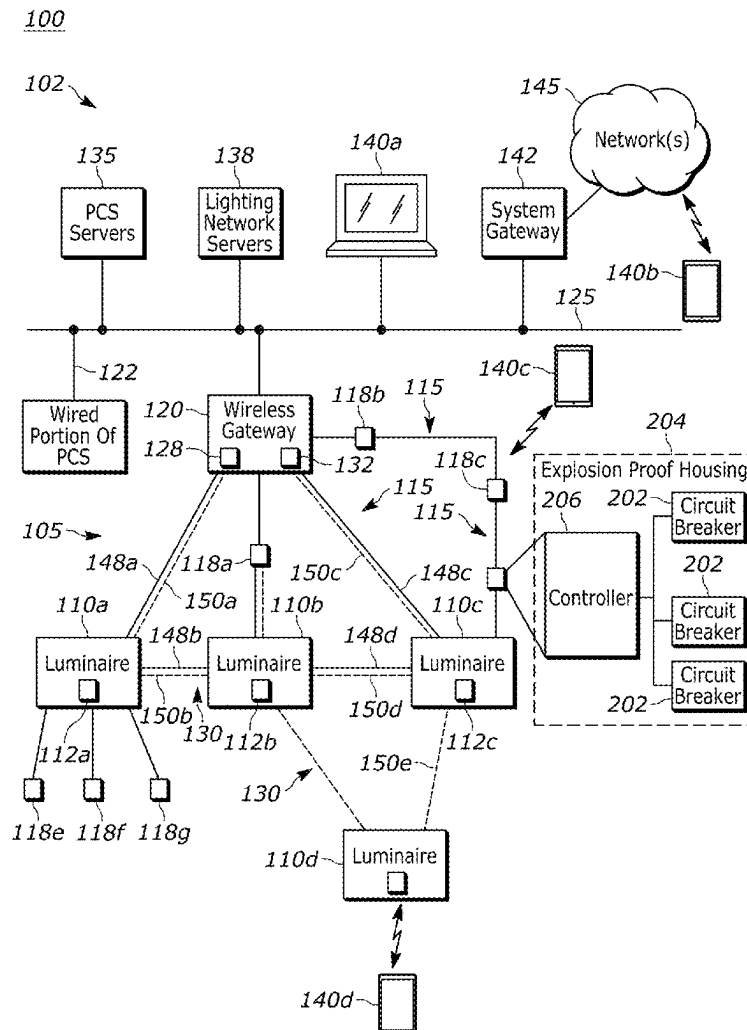 100
102
145
135
138
140a
142
Network(s)
PCS
Servers
Lighting
Network
Servers
System
Gateway
140b
125
122
140c
120
118b
115
Wired
Portion Of
PCS
Wireless
Gateway
128
132
118c
204
Explosion Proof Housing
206
202
Circuit
Breaker
115
115
105
118a
148a
150a
150c
148c
Controller
202
Circuit
Breaker
110a
148b
110b
148d
110c
Luminaire
Luminaire
Luminaire
Circuit
Breaker
202
150b
150d
112a
130
112b
112c
150e
130
118e
118f
118g
110d
Luminaire
140d